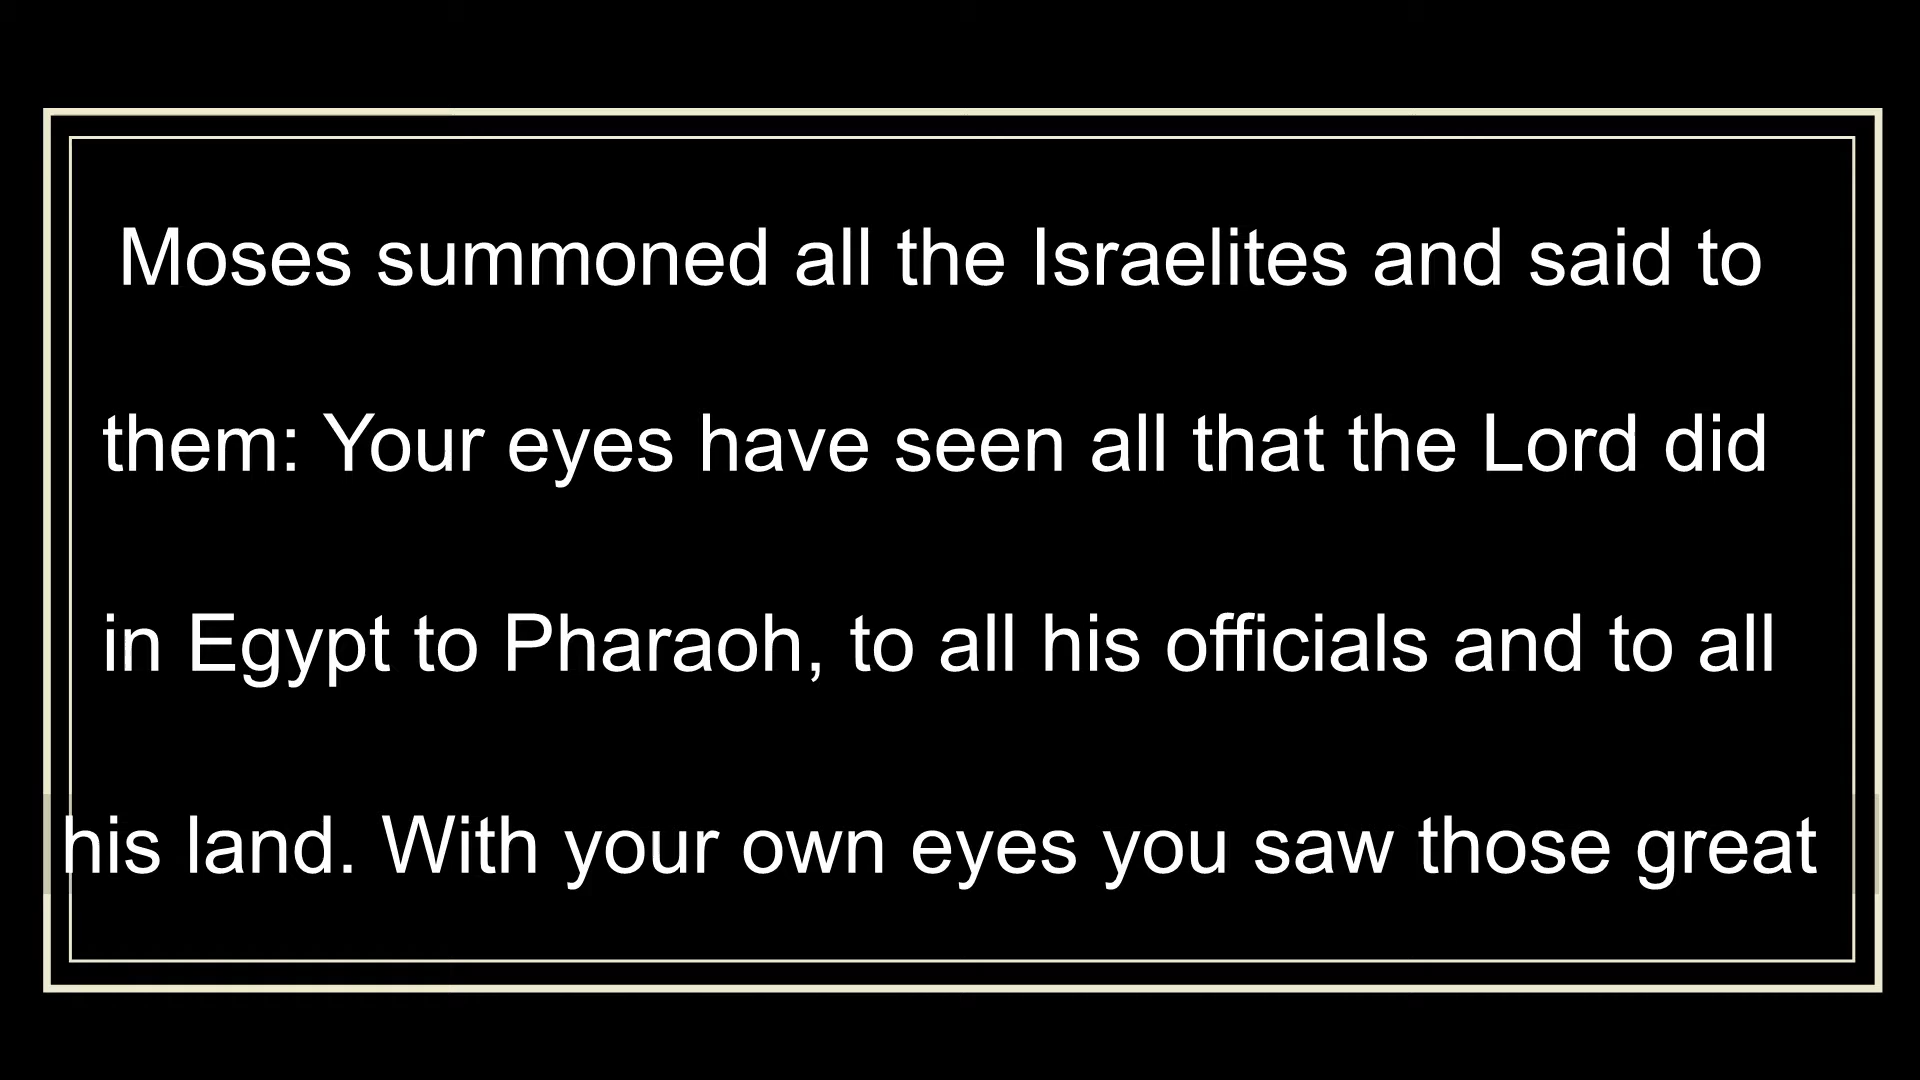 Moses summoned all the Israelites and said to
them: Your eyes have seen all that the Lord did
in Egypt to Pharaoh, to all his officials and to all
his land. With your own eyes you saw those great